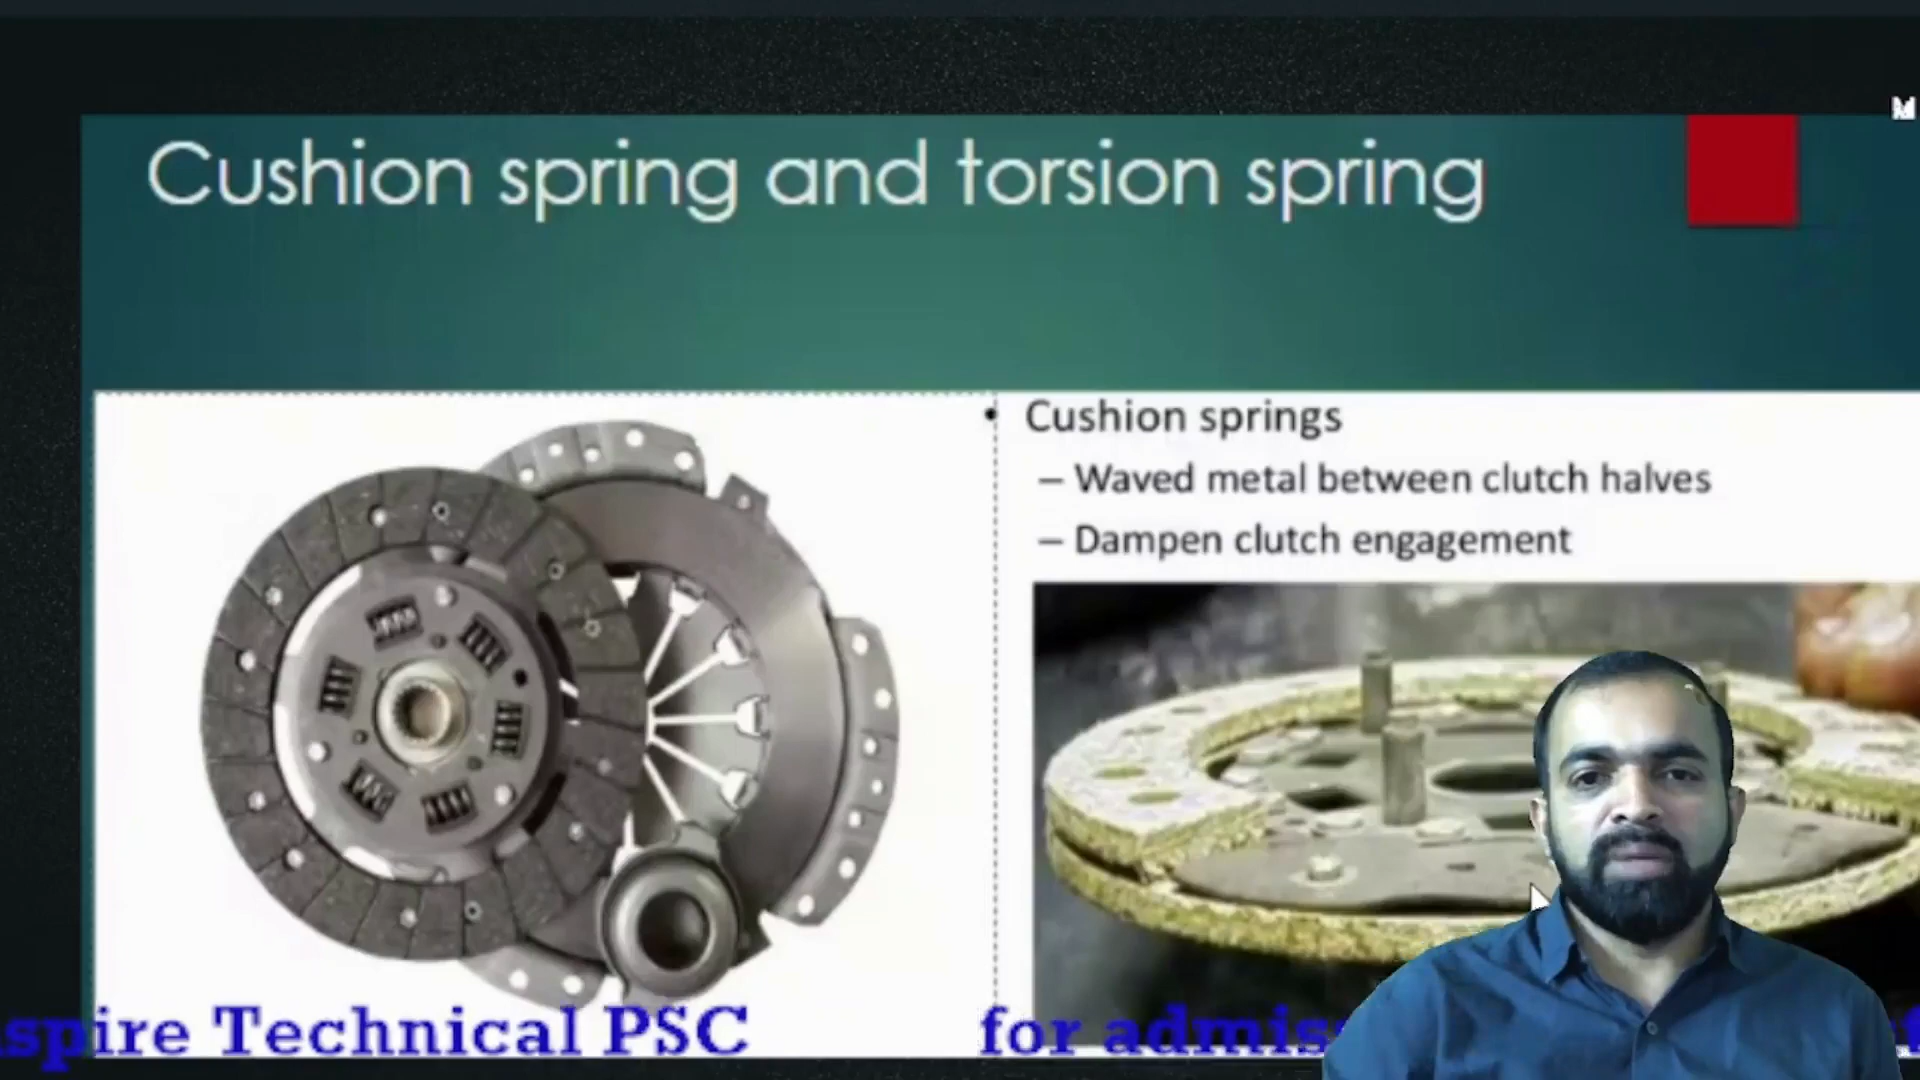 Cushion spring and torsion spring
• Cushion springs
– Waved metal between clutch halves
– Dampen clutch engagement
spire Technical PSC for admis